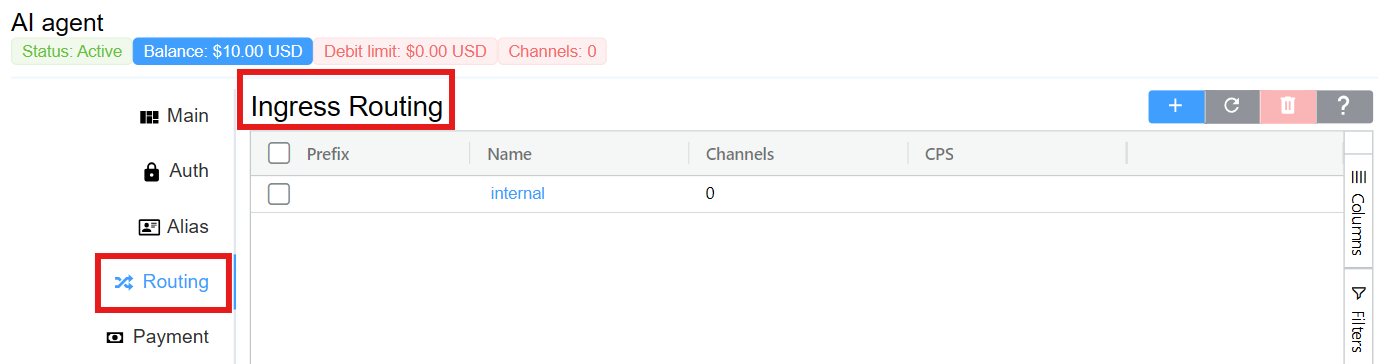 AI agent
Status: Active Balance: $10.00 USD Debit limit: $0.00 USD Channels: 0
Main
Auth
Alias
Routing
Payment
Ingress Routing
+ ?
Prefix Name Channels CPS
internal 0
Columns
Filters